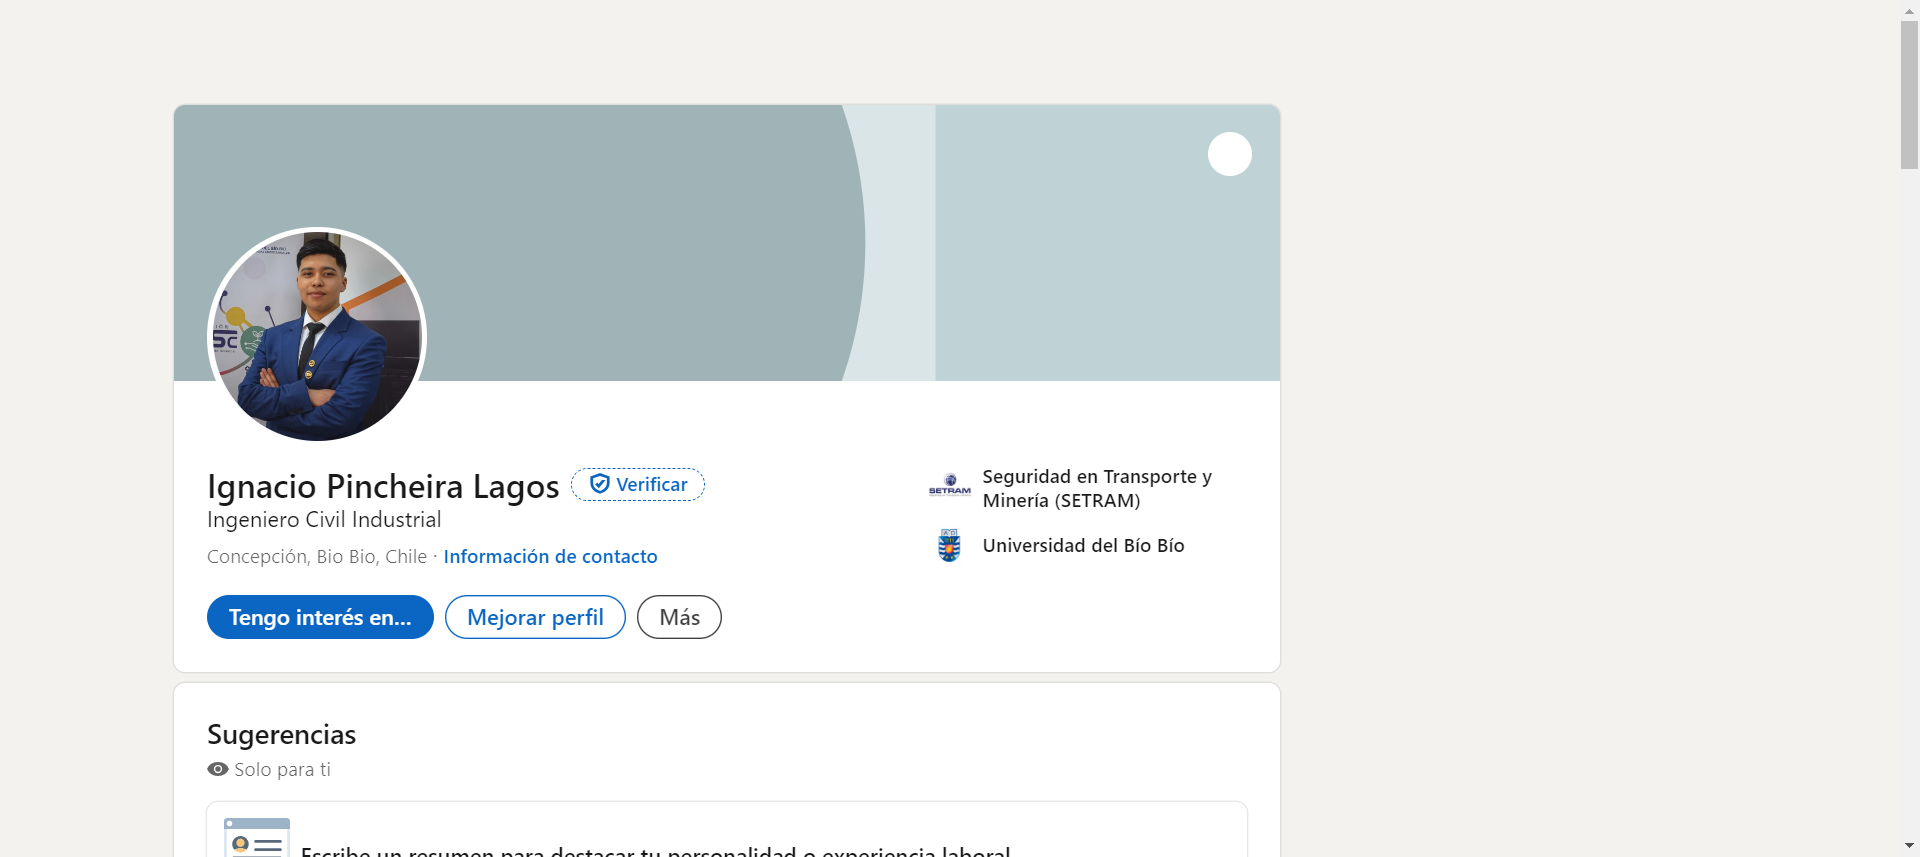 Ignacio Pincheira Lagos
Verificar
Ingeniero Civil Industrial
Concepción, Bio Bio, Chile · Información de contacto
Tengo interés en...
Mejorar perfil
Más
SETRAM
Seguridad en Transporte y
Minería (SETRAM)
Universidad del Bío Bío
Sugerencias
Solo para ti
Escribe un resumen para destacar tu personalidad o experiencia laboral